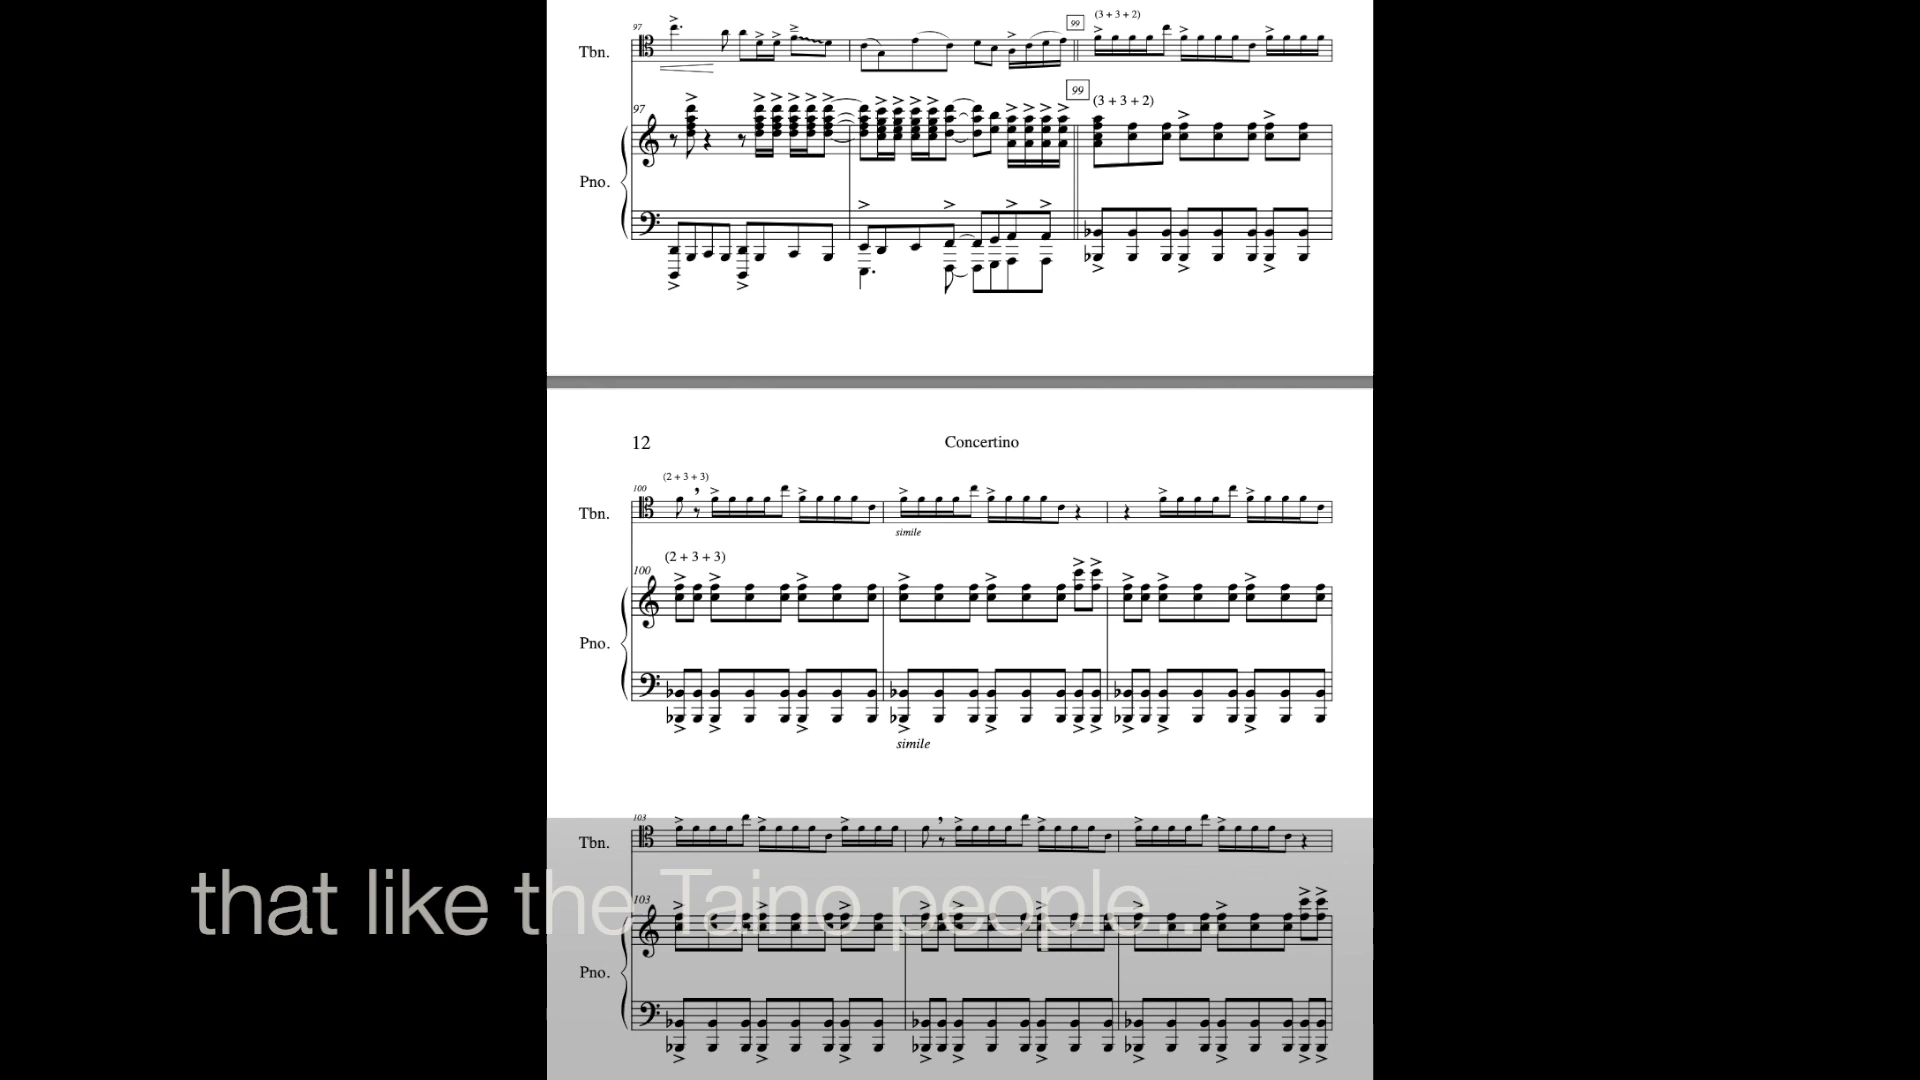 97
Tbn.
99
(3 + 3 + 2)
99
97
(3 + 3 + 2)
Pno.
12
Concertino
(2 + 3 + 3)
100
Tbn.
simile
(2 + 3 + 3)
100
Pno.
simile
103
Tbn.
that like the Taino people...
103
Pno.